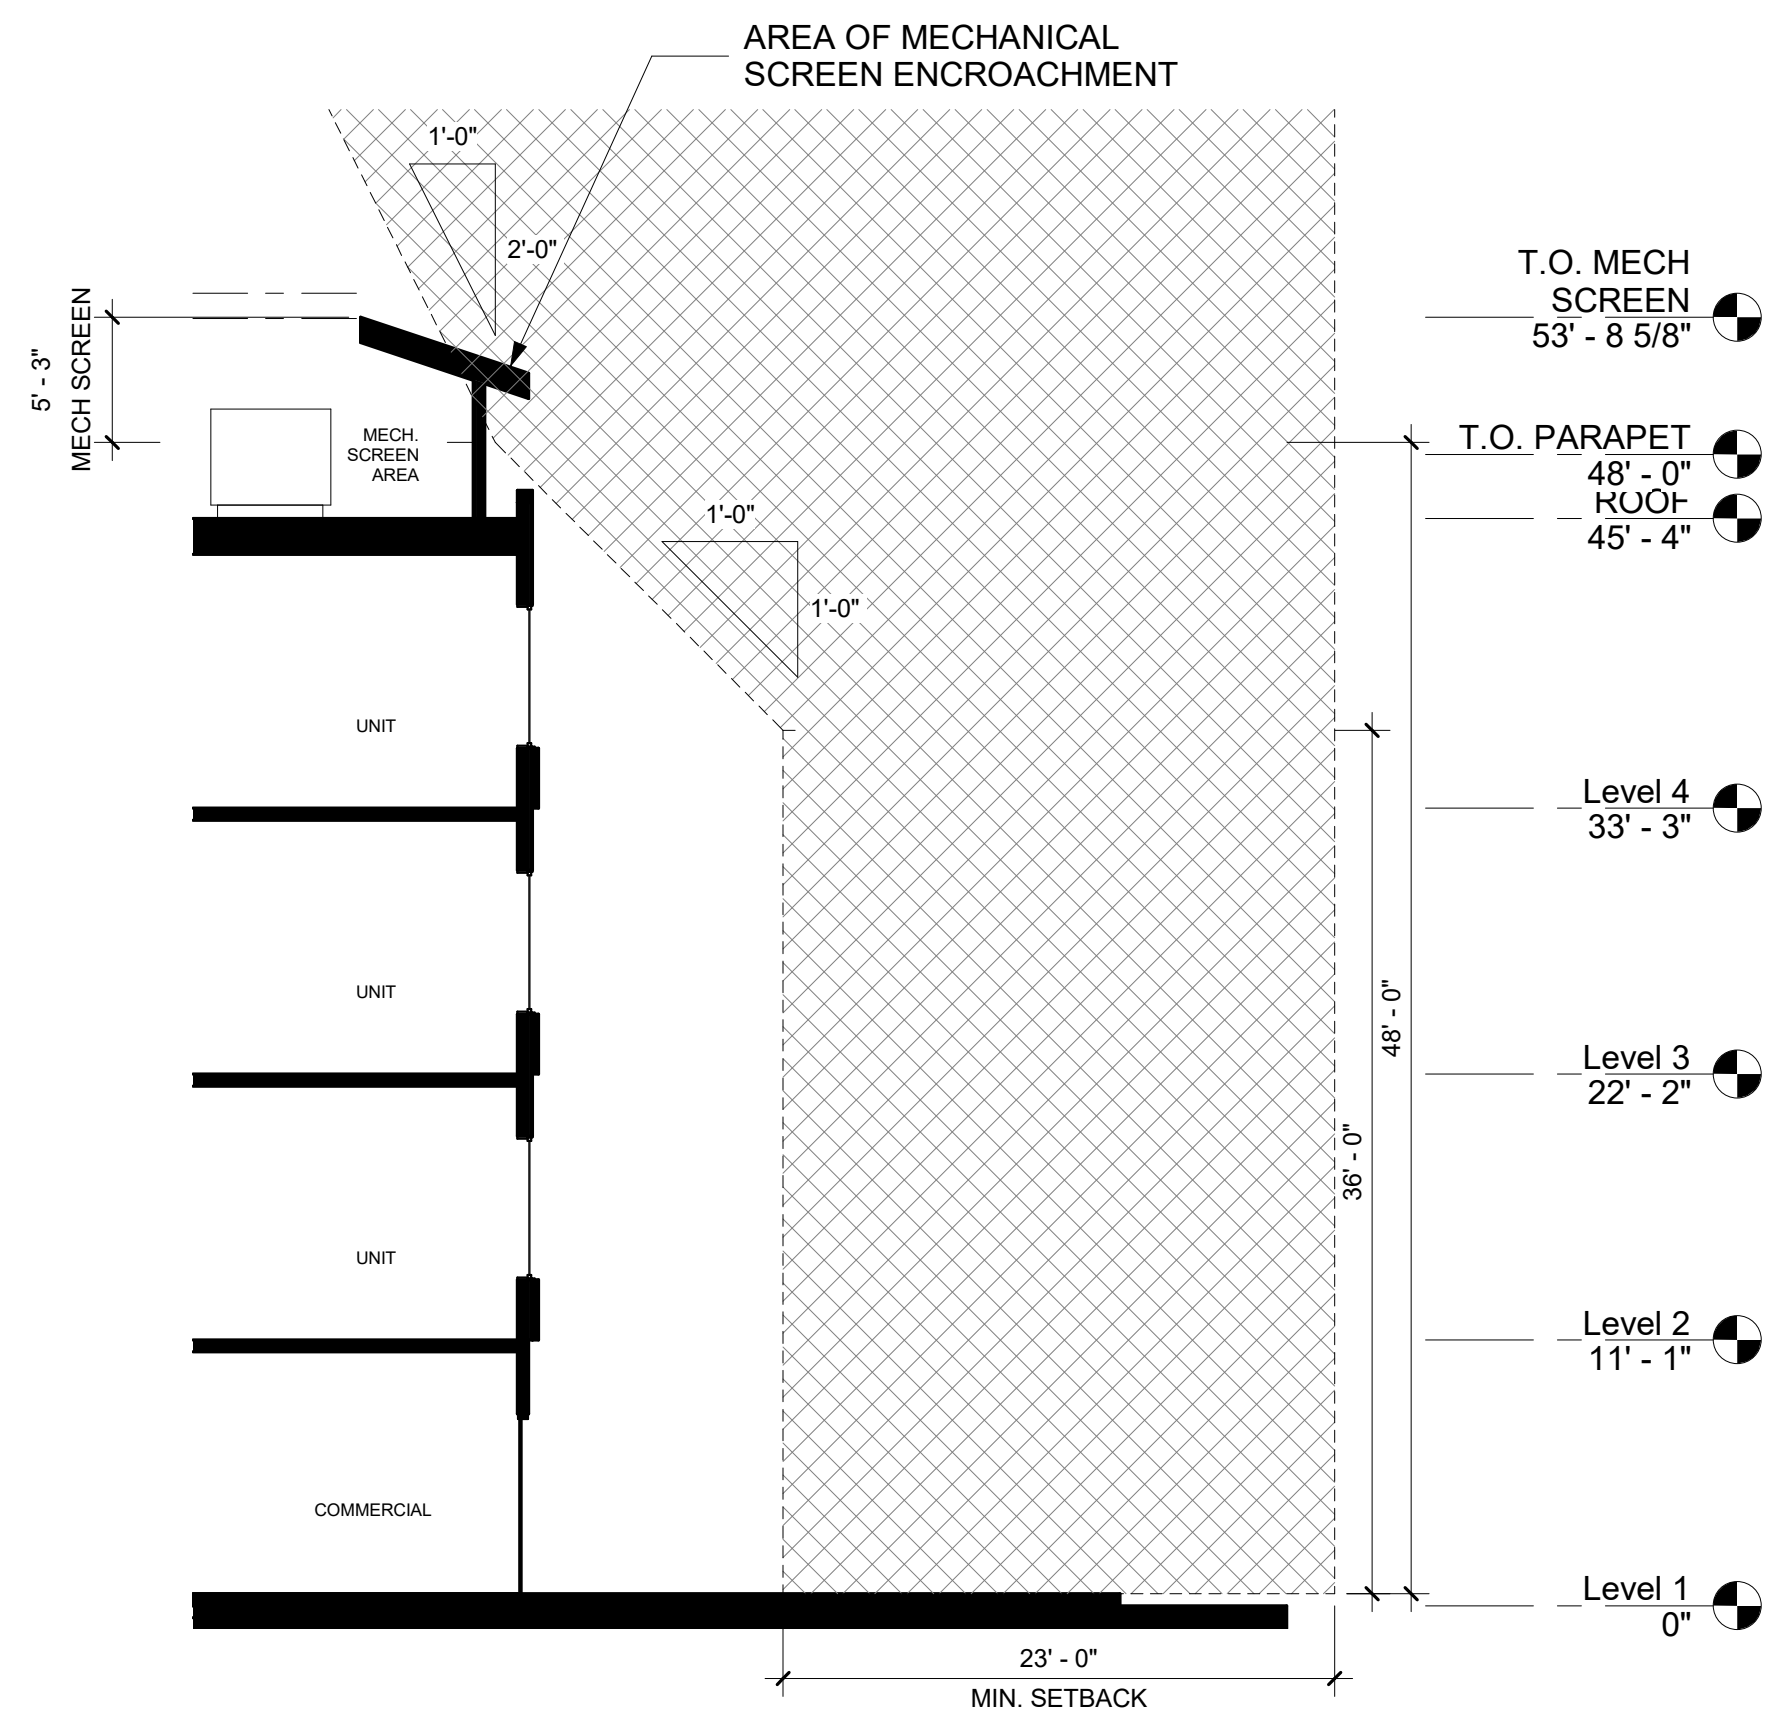 AREA OF MECHANICAL
SCREEN ENCROACHMENT
1'-0"
2'-0"
T.O. MECH
SCREEN
53' - 8 5/8"
5' - 3"
MECH SCREEN
MECH.
SCREEN
AREA
T.O. PARAPET
48' - 0"
ROOF
45' - 4"
1'-0"
1'-0"
UNIT
Level 4
33' - 3"
UNIT
48' - 0"
Level 3
22' - 2"
36' - 0"
UNIT
Level 2
11' - 1"
COMMERCIAL
Level 1
0"
23' - 0"
MIN. SETBACK